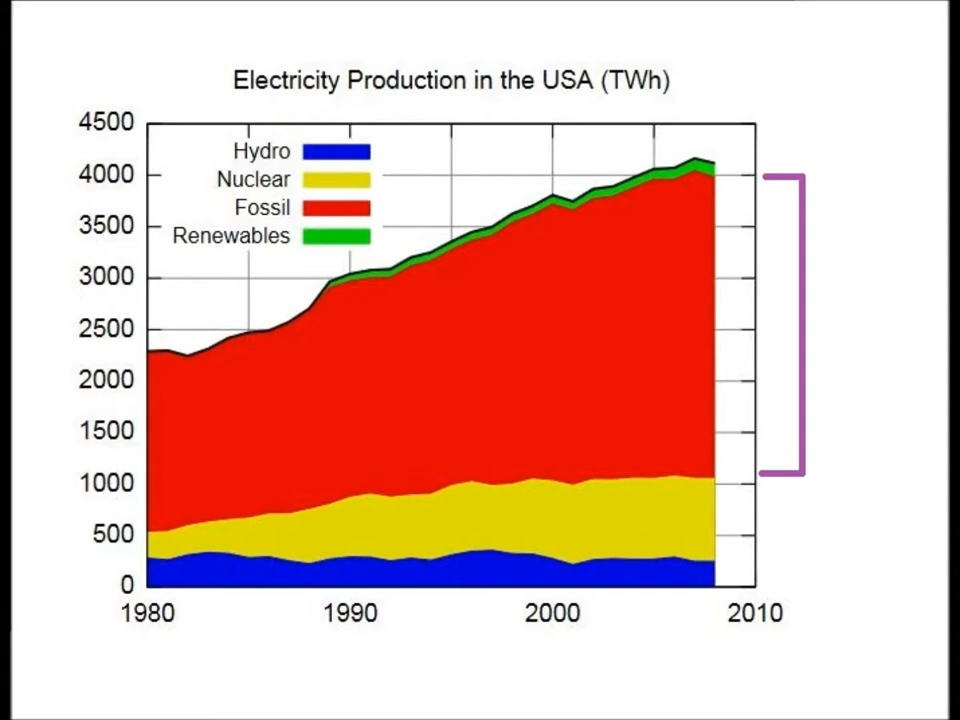 Electricity Production in the USA (TWh)
4500
4000
3500
3000
2500
2000
1500
1000
500
0
Hydro
Nuclear
Fossil
Renewables
1980 1990 2000 2010